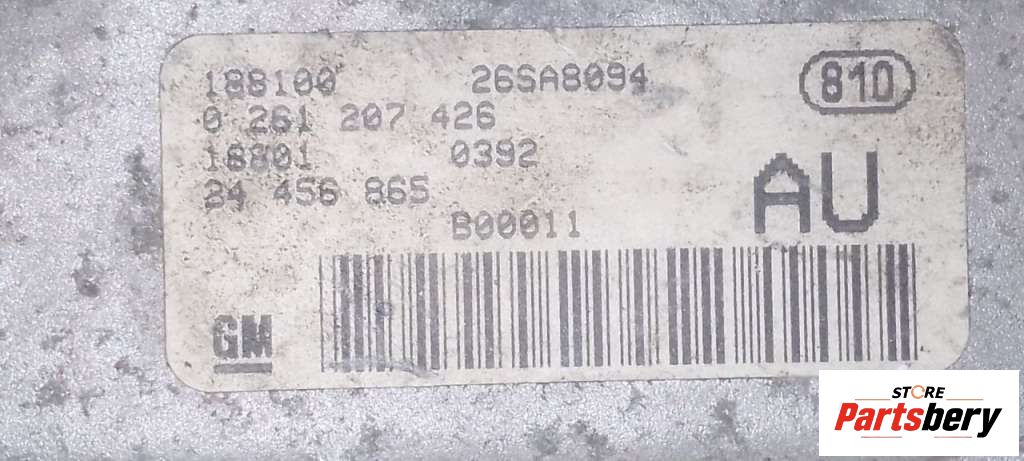 188100 26SA8094 810
0 261 207 426
18801 0392
24 456 865 AU
B00011
GM
STORE
Partsbery